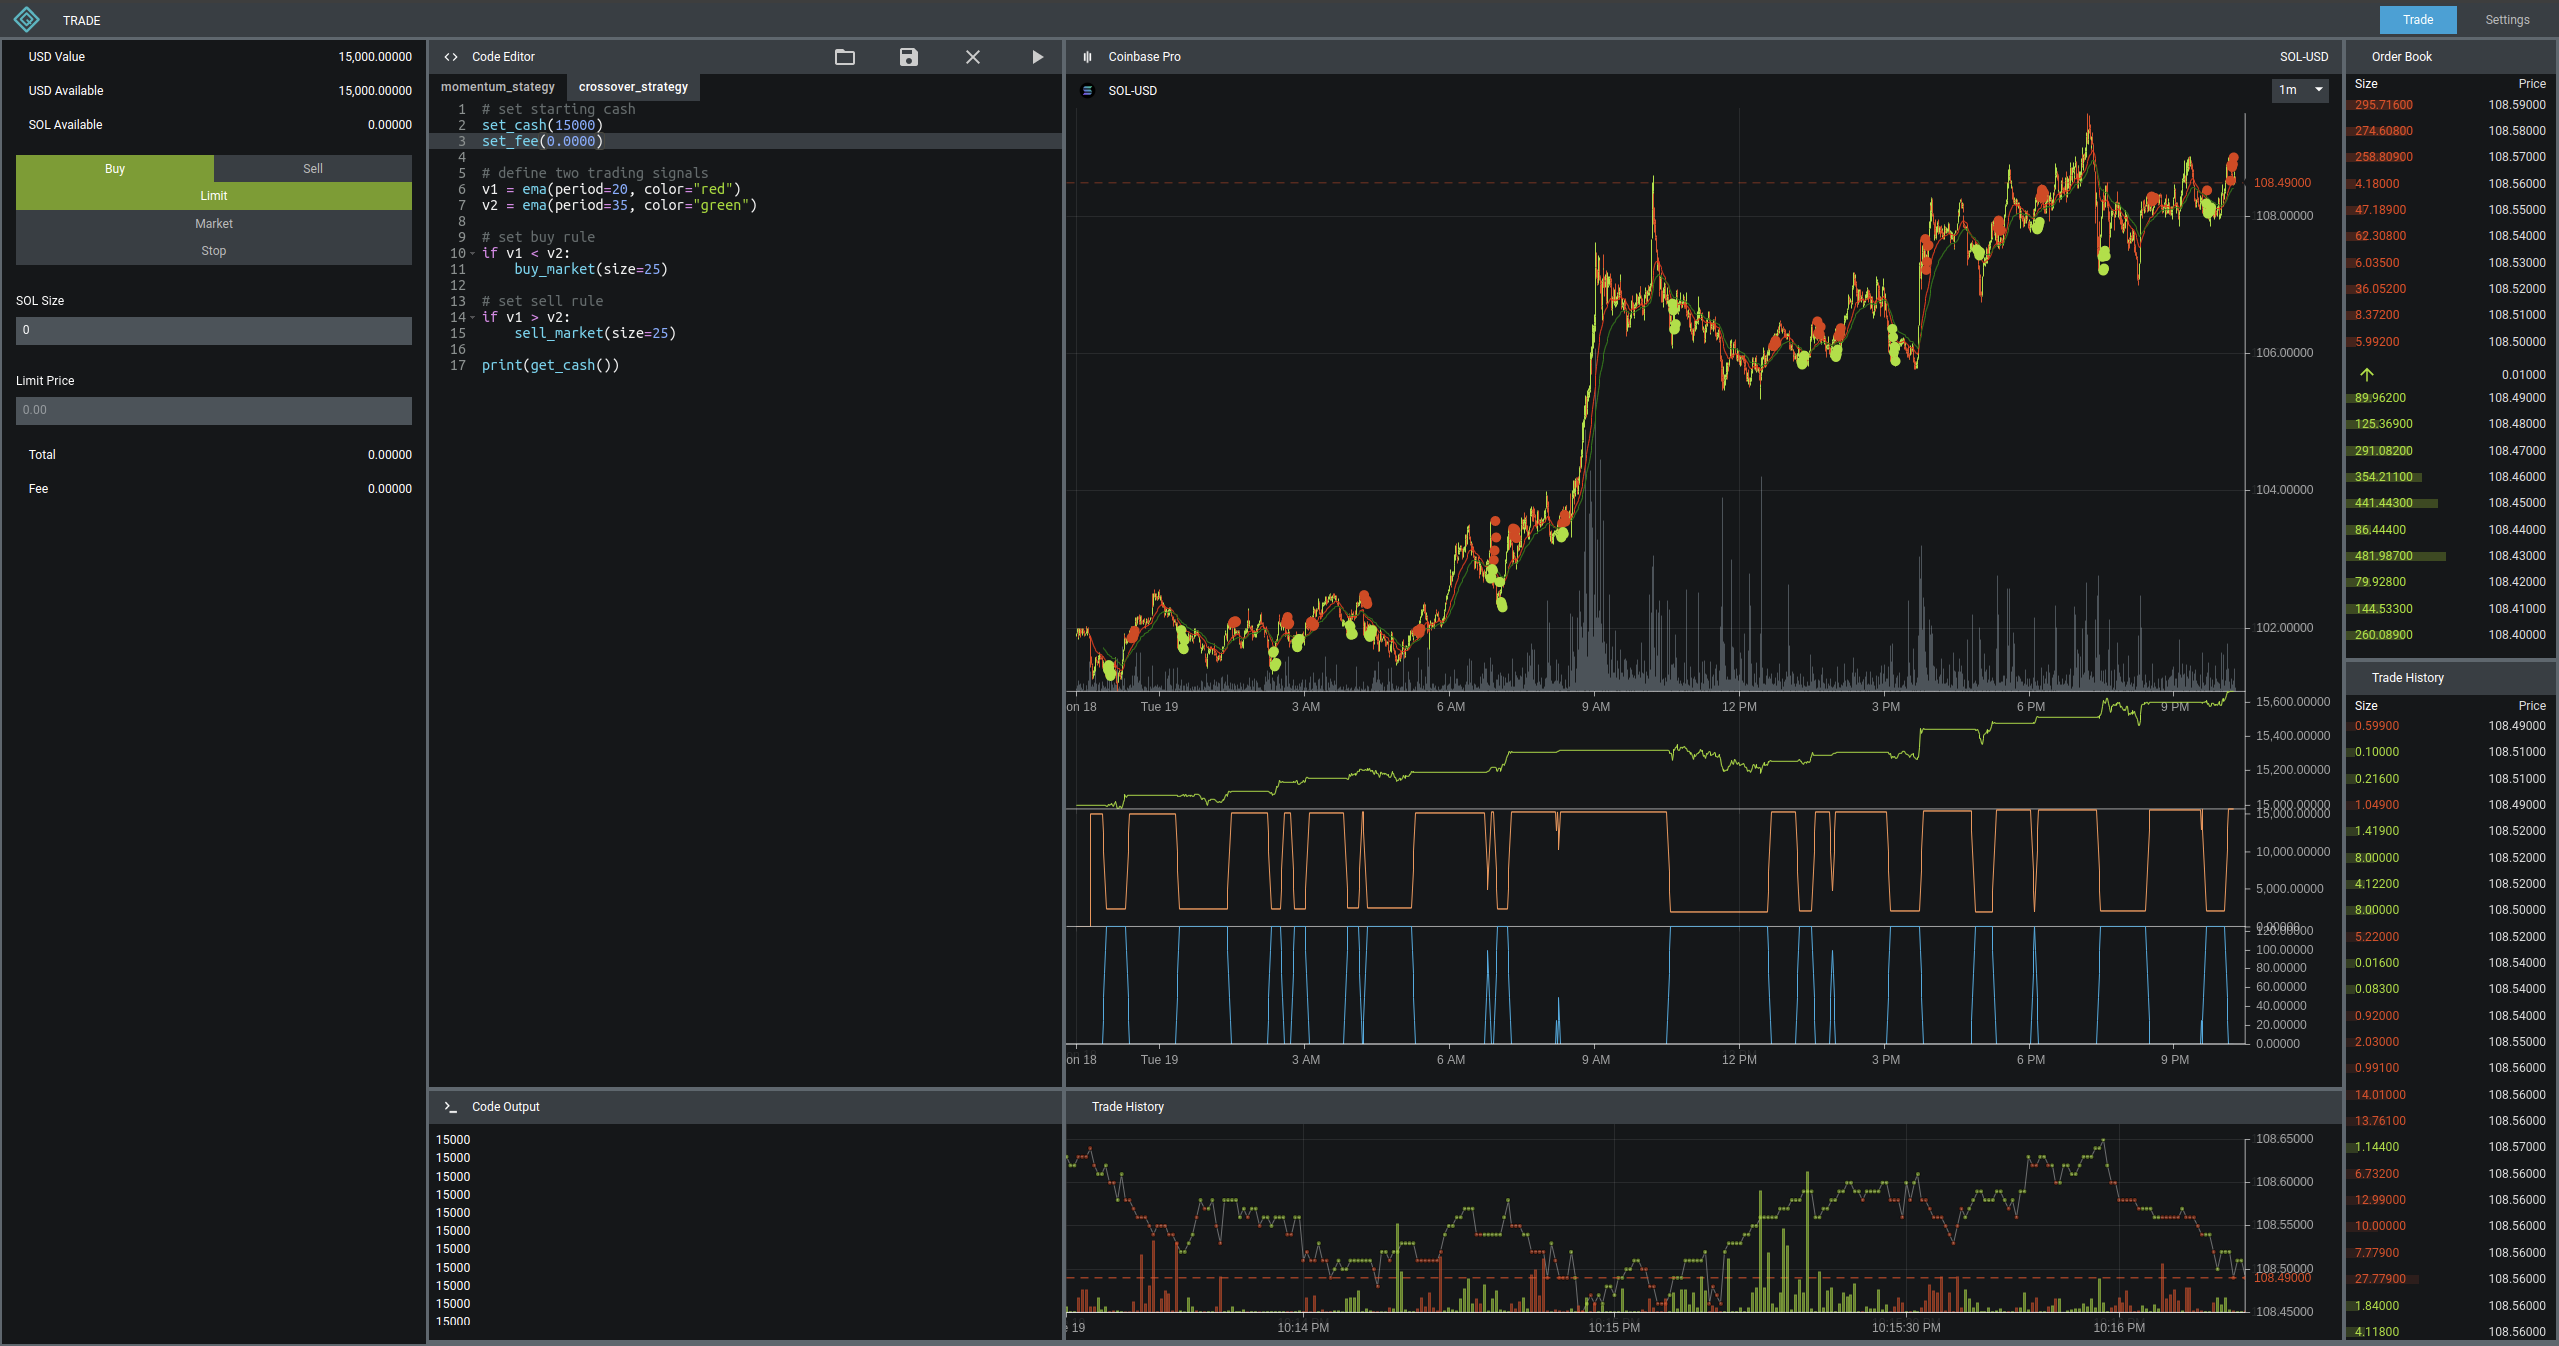 TRADE
Trade
Settings
USD Value 15,000.00000
USD Available 15,000.00000
SOL Available 0.00000
Buy Sell
Limit
Market
Stop
SOL Size
0
Limit Price
0.00
Total 0.00000
Fee 0.00000
Code Editor
momentum_stategy crossover_strategy
1 # set starting cash
2 set_cash(15000)
3 set_fee(0.0000)
4
5 # define two trading signals
6 v1 = ema(period=20, color="red")
7 v2 = ema(period=35, color="green")
8
9 # set buy rule
10 if v1 < v2:
11 buy_market(size=25)
12
13 # set sell rule
14 if v1 > v2:
15 sell_market(size=25)
16
17 print(get_cash())
Code Output
15000
15000
15000
15000
15000
15000
15000
15000
15000
15000
15000
Coinbase Pro SOL-USD
SOL-USD 1m
108.49000
108.00000
106.00000
104.00000
102.00000
on 18 Tue 19 3 AM 6 AM 9 AM 12 PM 3 PM 6 PM 9 PM
15,600.00000
15,400.00000
15,200.00000
15,000.00000
15,000.00000
10,000.00000
5,000.00000
0.00000
120.00000
100.00000
80.00000
60.00000
40.00000
20.00000
0.00000
on 18 Tue 19 3 AM 6 AM 9 AM 12 PM 3 PM 6 PM 9 PM
Trade History
108.65000
108.60000
108.55000
108.50000
108.49000
108.45000
19 10:14 PM 10:15 PM 10:15:30 PM 10:16 PM
Order Book
Size Price
295.71600 108.59000
274.60800 108.58000
258.80900 108.57000
4.18000 108.56000
47.18900 108.55000
62.30800 108.54000
6.03500 108.53000
36.05200 108.52000
8.37200 108.51000
5.99200 108.50000
0.01000
89.96200 108.49000
125.36900 108.48000
291.08200 108.47000
354.21100 108.46000
441.44300 108.45000
86.44400 108.44000
481.98700 108.43000
79.92800 108.42000
144.53300 108.41000
260.08900 108.40000
Trade History
Size Price
0.59900 108.49000
0.10000 108.51000
0.21600 108.51000
1.04900 108.49000
1.41900 108.52000
8.00000 108.52000
4.12200 108.52000
8.00000 108.50000
5.22000 108.52000
0.01600 108.54000
0.08300 108.54000
0.92000 108.54000
2.03000 108.55000
0.99100 108.56000
14.01000 108.56000
13.76100 108.56000
1.14400 108.57000
6.73200 108.56000
12.99000 108.56000
10.00000 108.56000
7.77900 108.56000
27.77900 108.56000
1.84000 108.56000
4.11800 108.56000